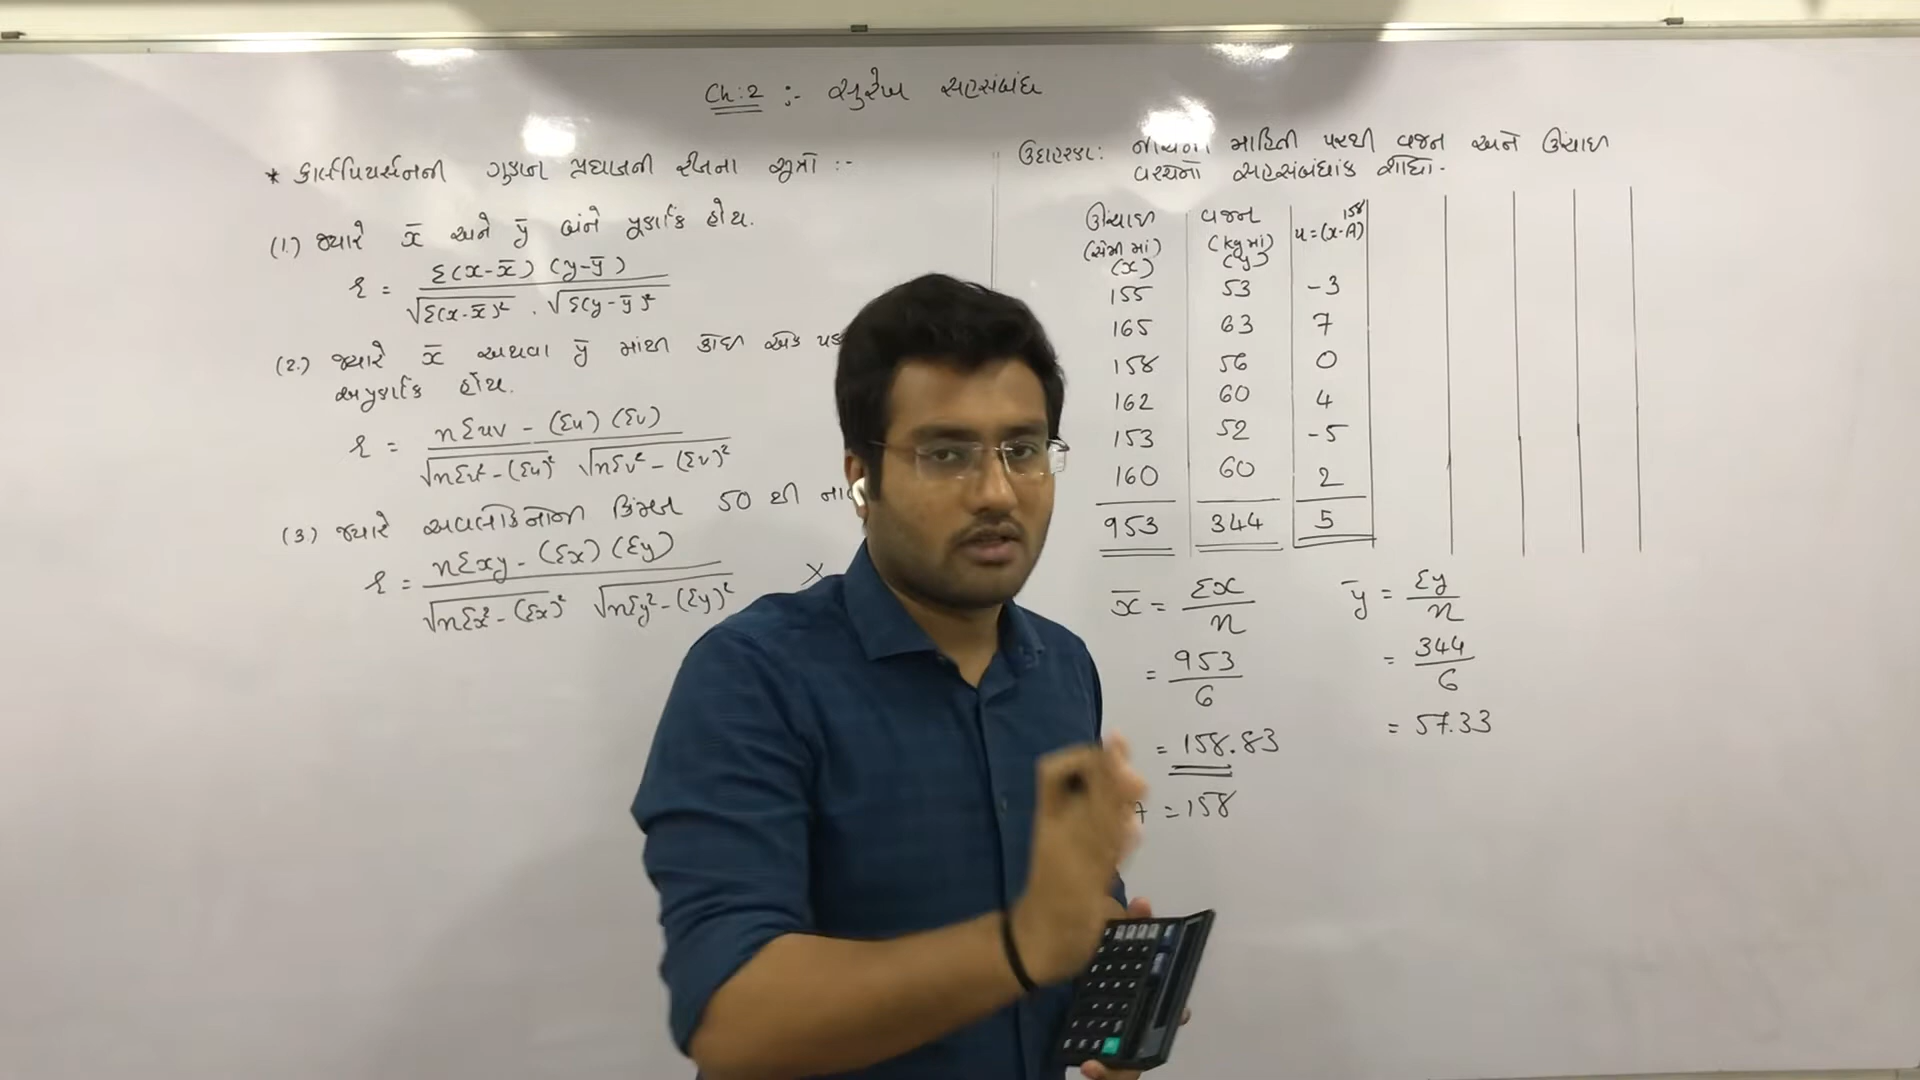 Ch:2 :- સુરેખ સહસંબંધ
* કાર્લપિયર્સનની ગુણાન પ્રઘાતની રીતના સૂત્રો :-
(1.) જ્યારે x̄ અને ȳ બંને પૂર્ણાંક હોય.
r = Σ(x-x̄) (y-ȳ) / √Σ(x-x̄)² . √Σ(y-ȳ)²
(2.) જ્યારે x̄ અથવા ȳ માંથી કોઈ એક પણ
અપૂર્ણાંક હોય.
r = nΣuv - (Σu) (Σv) / √nΣu² - (Σu)² √nΣv² - (Σv)²
(3.) જ્યારે અવલોકનોની કિંમત 50 થી
r = nΣxy - (Σx) (Σy) / √nΣx² - (Σx)² √nΣy² - (Σy)²
x
ઉદાહરણ: નીચેની માહિતી પરથી વજન અને ઊંચાઈ
વચ્ચેનો સહસંબંધાંક શોધો.
ઊંચાઈ (સેમી માં) (x) વજન (kg માં) (y) u = (x-A) 158
155 53 -3
165 63 7
158 56 0
162 60 4
153 52 -5
160 60 2
953 344 5
x̄ = Σx / n ȳ = Σy / n
= 953 / 6 = 344 / 6
= 158.83 = 57.33
A = 158